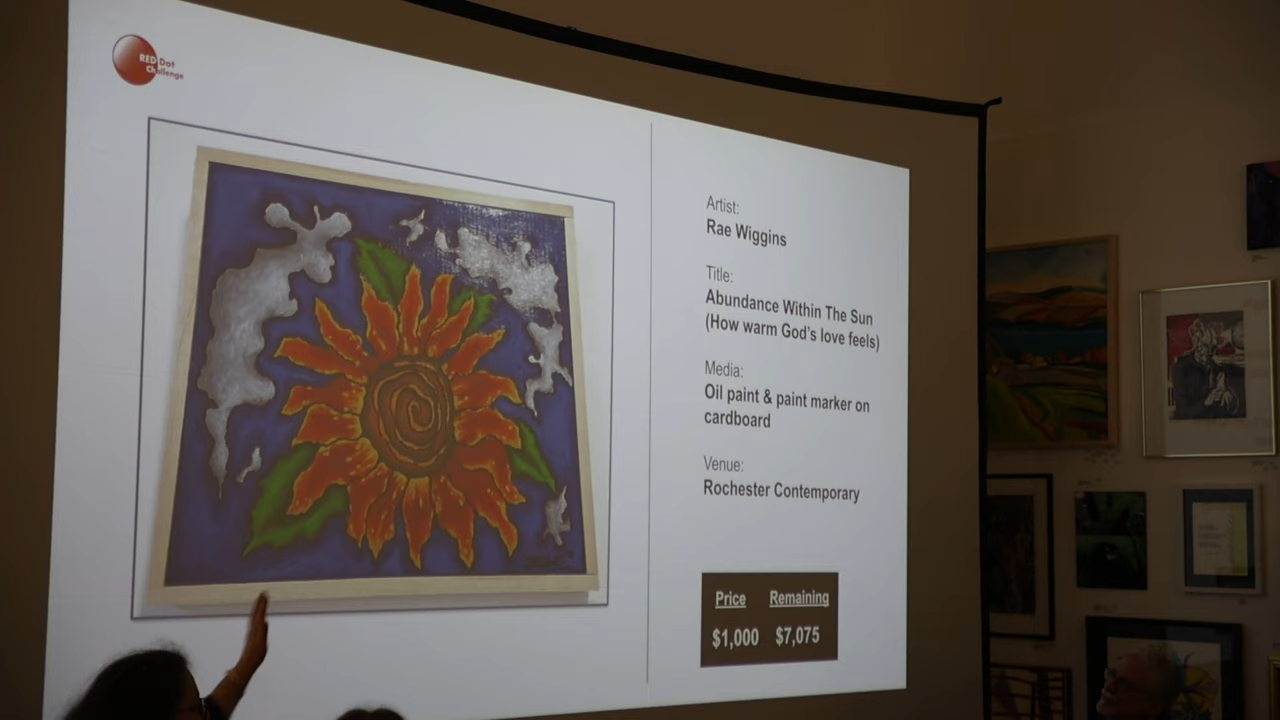 RED Dot
Challenge
Artist:
Rae Wiggins
Title:
Abundance Within The Sun
(How warm God's love feels)
Media:
Oil paint & paint marker on
cardboard
Venue:
Rochester Contemporary
Price Remaining
$1,000 $7,075